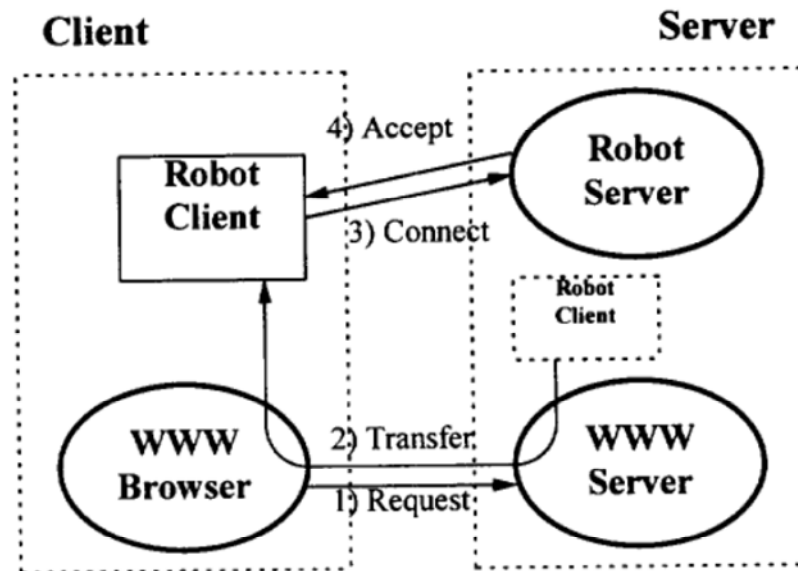 Client
Server
4) Accept
Robot
Client
Robot
Server
3) Connect
Robot
Client
WWW
Browser
2) Transfer
WWW
Server
1) Request